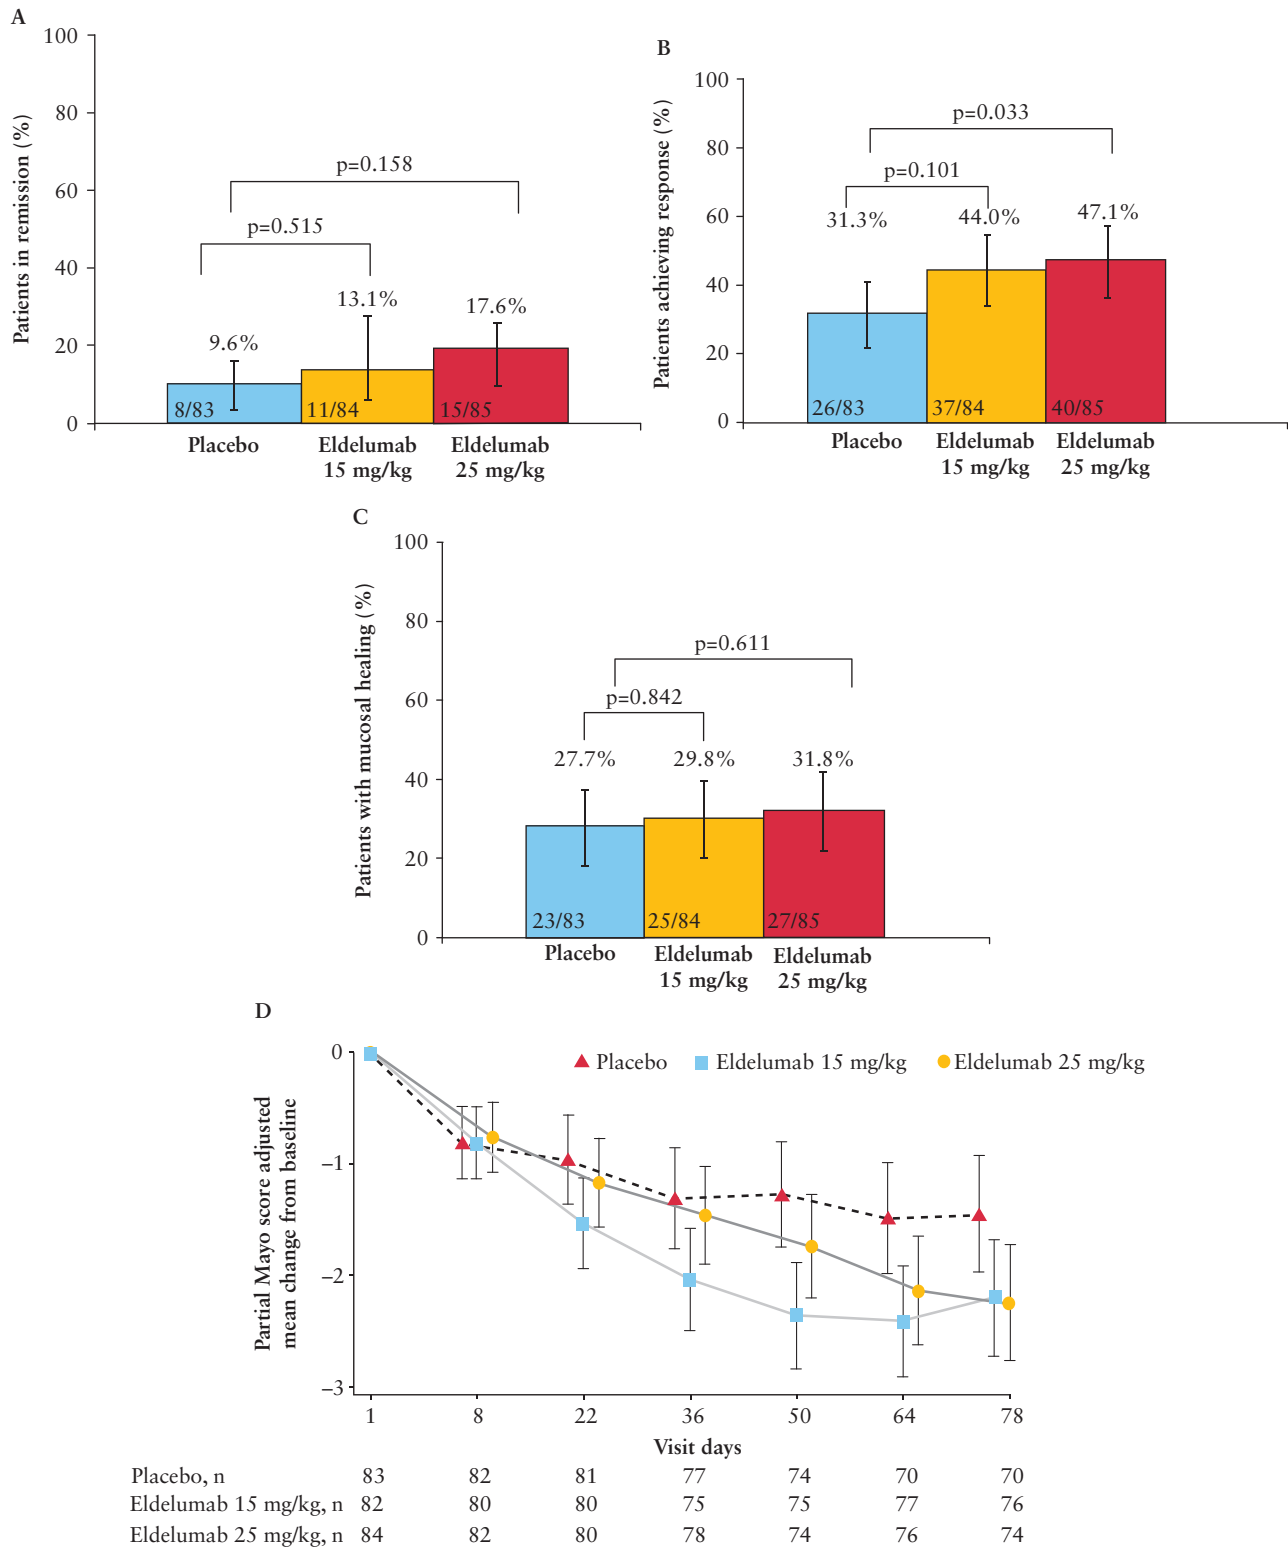 A
Patients in remission (%)
100
80
60
40
20
0
p=0.158
p=0.515
9.6%
13.1%
17.6%
8/83
11/84
15/85
Placebo
Eldelumab
15 mg/kg
Eldelumab
25 mg/kg
B
Patients achieving response (%)
100
80
60
40
20
0
p=0.033
p=0.101
31.3%
44.0%
47.1%
26/83
37/84
40/85
Placebo
Eldelumab
15 mg/kg
Eldelumab
25 mg/kg
C
Patients with mucosal healing (%)
100
80
60
40
20
0
p=0.611
p=0.842
27.7%
29.8%
31.8%
23/83
25/84
27/85
Placebo
Eldelumab
15 mg/kg
Eldelumab
25 mg/kg
D
Partial Mayo score adjusted
mean change from baseline
0
−1
−2
−3
Placebo
Eldelumab 15 mg/kg
Eldelumab 25 mg/kg
1 8 22 36 50 64 78
Visit days
Placebo, n 83 82 81 77 74 70 70
Eldelumab 15 mg/kg, n 82 80 80 75 75 77 76
Eldelumab 25 mg/kg, n 84 82 80 78 74 76 74